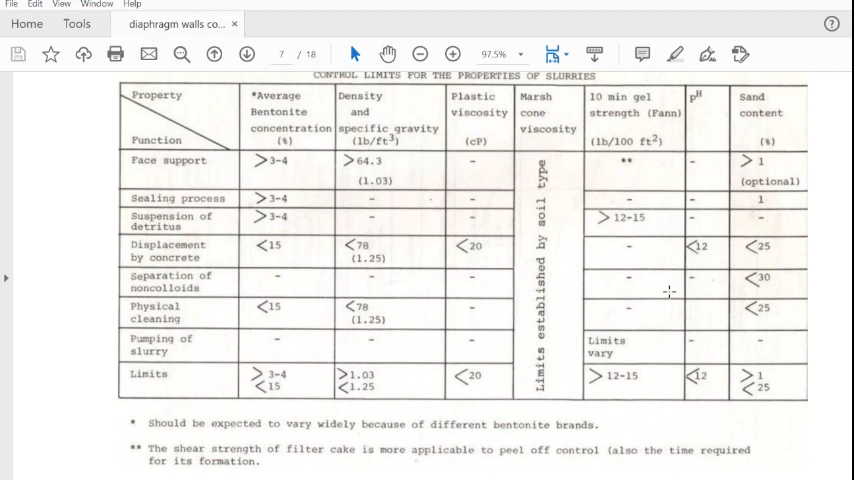 File Edit View Window Help
Home Tools diaphragm walls co... ×
7 / 18 97.5%
CONTROL LIMITS FOR THE PROPERTIES OF SLURRIES
Property Function *Average Bentonite concentration (%) Density and specific gravity (lb/ft³) (1b/ft3) Plastic viscosity (cP) Marsh cone viscosity 10 min gel strength (Fann) (lb/100 ft²) pH Sand content (%)
Face support >3-4 >64.3 (1.03) - ** - >1 (optional)
Sealing process >3-4 - - - - 1
Suspension of detritus >3-4 - - >12-15 - -
Displacement by concrete <15 <78 (1.25) <20 - <12 <25
Separation of noncolloids - - - - - <30
Physical cleaning <15 <78 (1.25) - - <25
Pumping of slurry - - - Limits vary - -
Limits >3-4 <15 >1.03 <1.25 <20 >12-15 <12 >1 <25
Limits established by soil type
* Should be expected to vary widely because of different bentonite brands.
** The shear strength of filter cake is more applicable to peel off control (also the time required
for its formation.